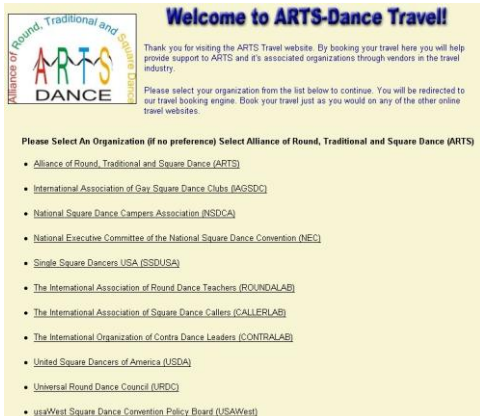 Alliance of Round, Traditional and Square Dance
ARTS
DANCE
Welcome to ARTS-Dance Travel!
Thank you for visiting the ARTS Travel website. By booking your travel here you will help
provide support to ARTS and it's associated organizations through vendors in the travel
industry.
Please select your organization from the list below to continue. You will be redirected to
our travel booking engine. Book your travel just as you would on any of the other online
travel websites.
Please Select An Organization (if no preference) Select Alliance of Round, Traditional and Square Dance (ARTS)
• Alliance of Round, Traditional and Square Dance (ARTS)
• International Association of Gay Square Dance Clubs (IAGSDC)
• National Square Dance Campers Association (NSDCA)
• National Executive Committee of the National Square Dance Convention (NEC)
• Single Square Dancers USA (SSDUSA)
• The International Association of Round Dance Teachers (ROUNDALAB)
• The International Association of Square Dance Callers (CALLERLAB)
• The International Organization of Contra Dance Leaders (CONTRALAB)
• United Square Dancers of America (USDA)
• Universal Round Dance Council (URDC)
• usaWest Square Dance Convention Policy Board (USAWest)